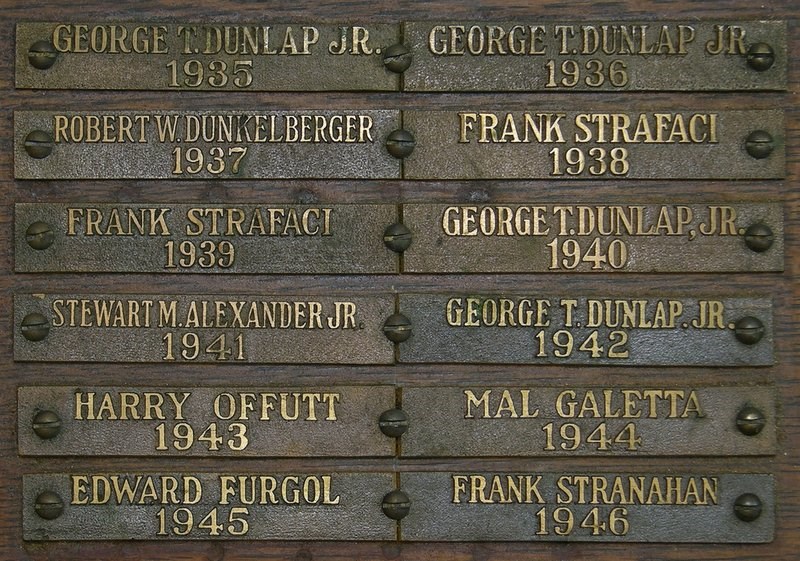 GEORGE T. DUNLAP J.R.
1935
GEORGE T. DUNLAP JR.
1936
ROBERT W. DUNKELBERGER
1937
FRANK STRAFACI
1938
FRANK STRAFACI
1939
GEORGE T. DUNLAP, JR.
1940
STEWART M. ALEXANDER JR.
1941
GEORGE T. DUNLAP. JR.
1942
HARRY OFFUTT
1943
MAL GALETTA
1944
EDWARD FURGOL
1945
FRANK STRANAHAN
1946